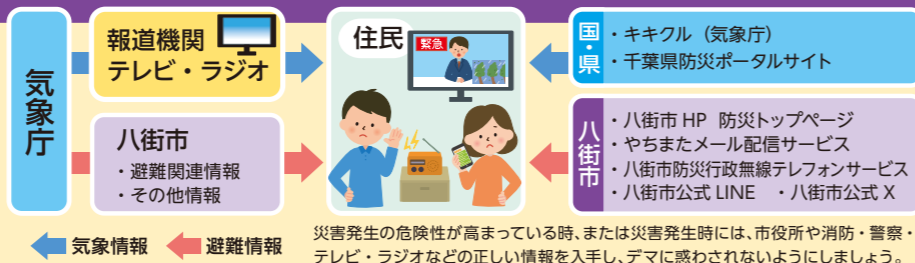 気象庁
報道機関
テレビ・ラジオ
八街市
・避難関連情報
・その他情報
住民
緊急
国・県
・キキクル（気象庁）
・千葉県防災ポータルサイト
八街市
・八街市 HP 防災トップページ
・やちまたメール配信サービス
・八街市防災行政無線テレフォンサービス
・八街市公式 LINE ・八街市公式 X
気象情報 避難情報
災害発生の危険性が高まっている時、または災害発生時には、市役所や消防・警察・
テレビ・ラジオなどの正しい情報を入手し、デマに惑わされないようにしましょう。